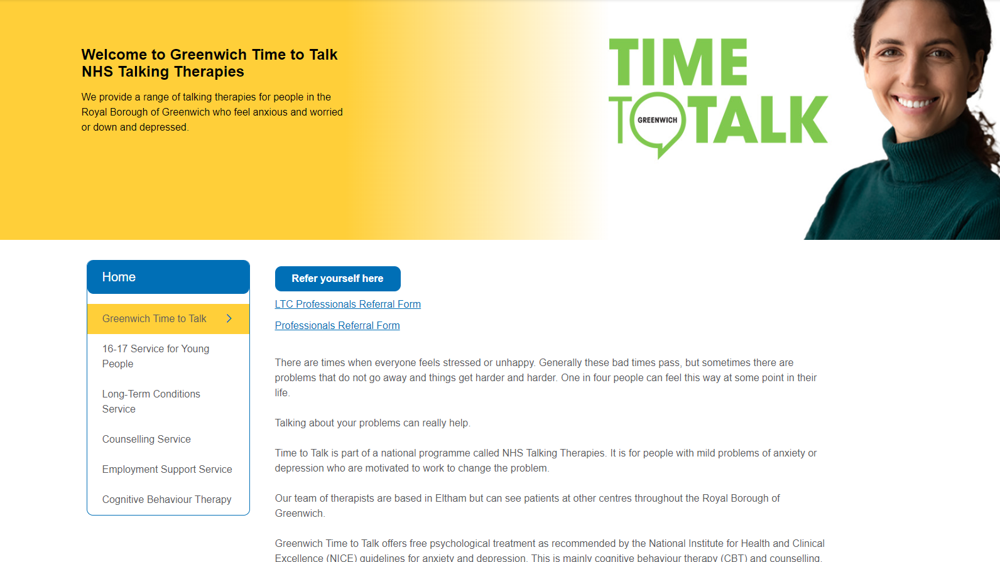 Welcome to Greenwich Time to Talk
NHS Talking Therapies
We provide a range of talking therapies for people in the
Royal Borough of Greenwich who feel anxious and worried
or down and depressed.
TIME
TO TALK
GREENWICH
Home
Greenwich Time to Talk
16-17 Service for Young
People
Long-Term Conditions
Service
Counselling Service
Employment Support Service
Cognitive Behaviour Therapy
Refer yourself here
LTC Professionals Referral Form
Professionals Referral Form
There are times when everyone feels stressed or unhappy. Generally these bad times pass, but sometimes there are
problems that do not go away and things get harder and harder. One in four people can feel this way at some point in their
life.
Talking about your problems can really help.
Time to Talk is part of a national programme called NHS Talking Therapies. It is for people with mild problems of anxiety or
depression who are motivated to work to change the problem.
Our team of therapists are based in Eltham but can see patients at other centres throughout the Royal Borough of
Greenwich.
Greenwich Time to Talk offers free psychological treatment as recommended by the National Institute for Health and Clinical
Excellence (NICE) guidelines for anxiety and depression. This is mainly cognitive behaviour therapy (CBT) and counselling.